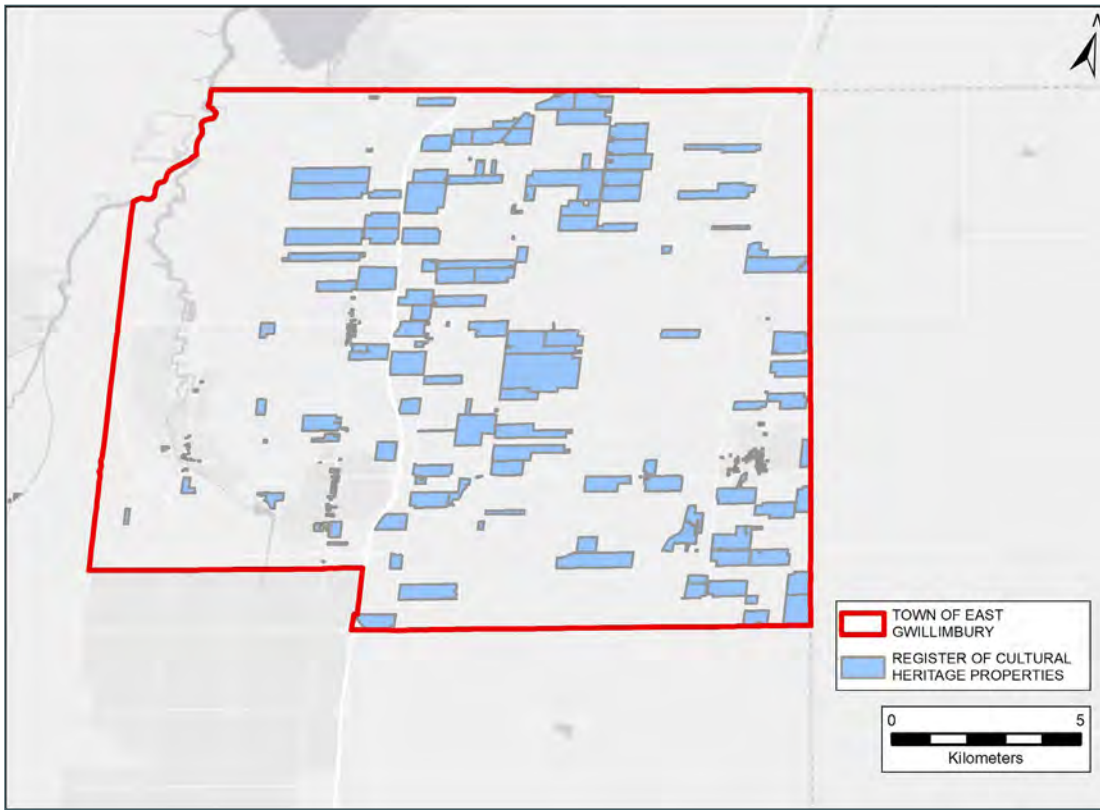 N
TOWN OF EAST
GWILLIMBURY
REGISTER OF CULTURAL
HERITAGE PROPERTIES
0 5
Kilometers